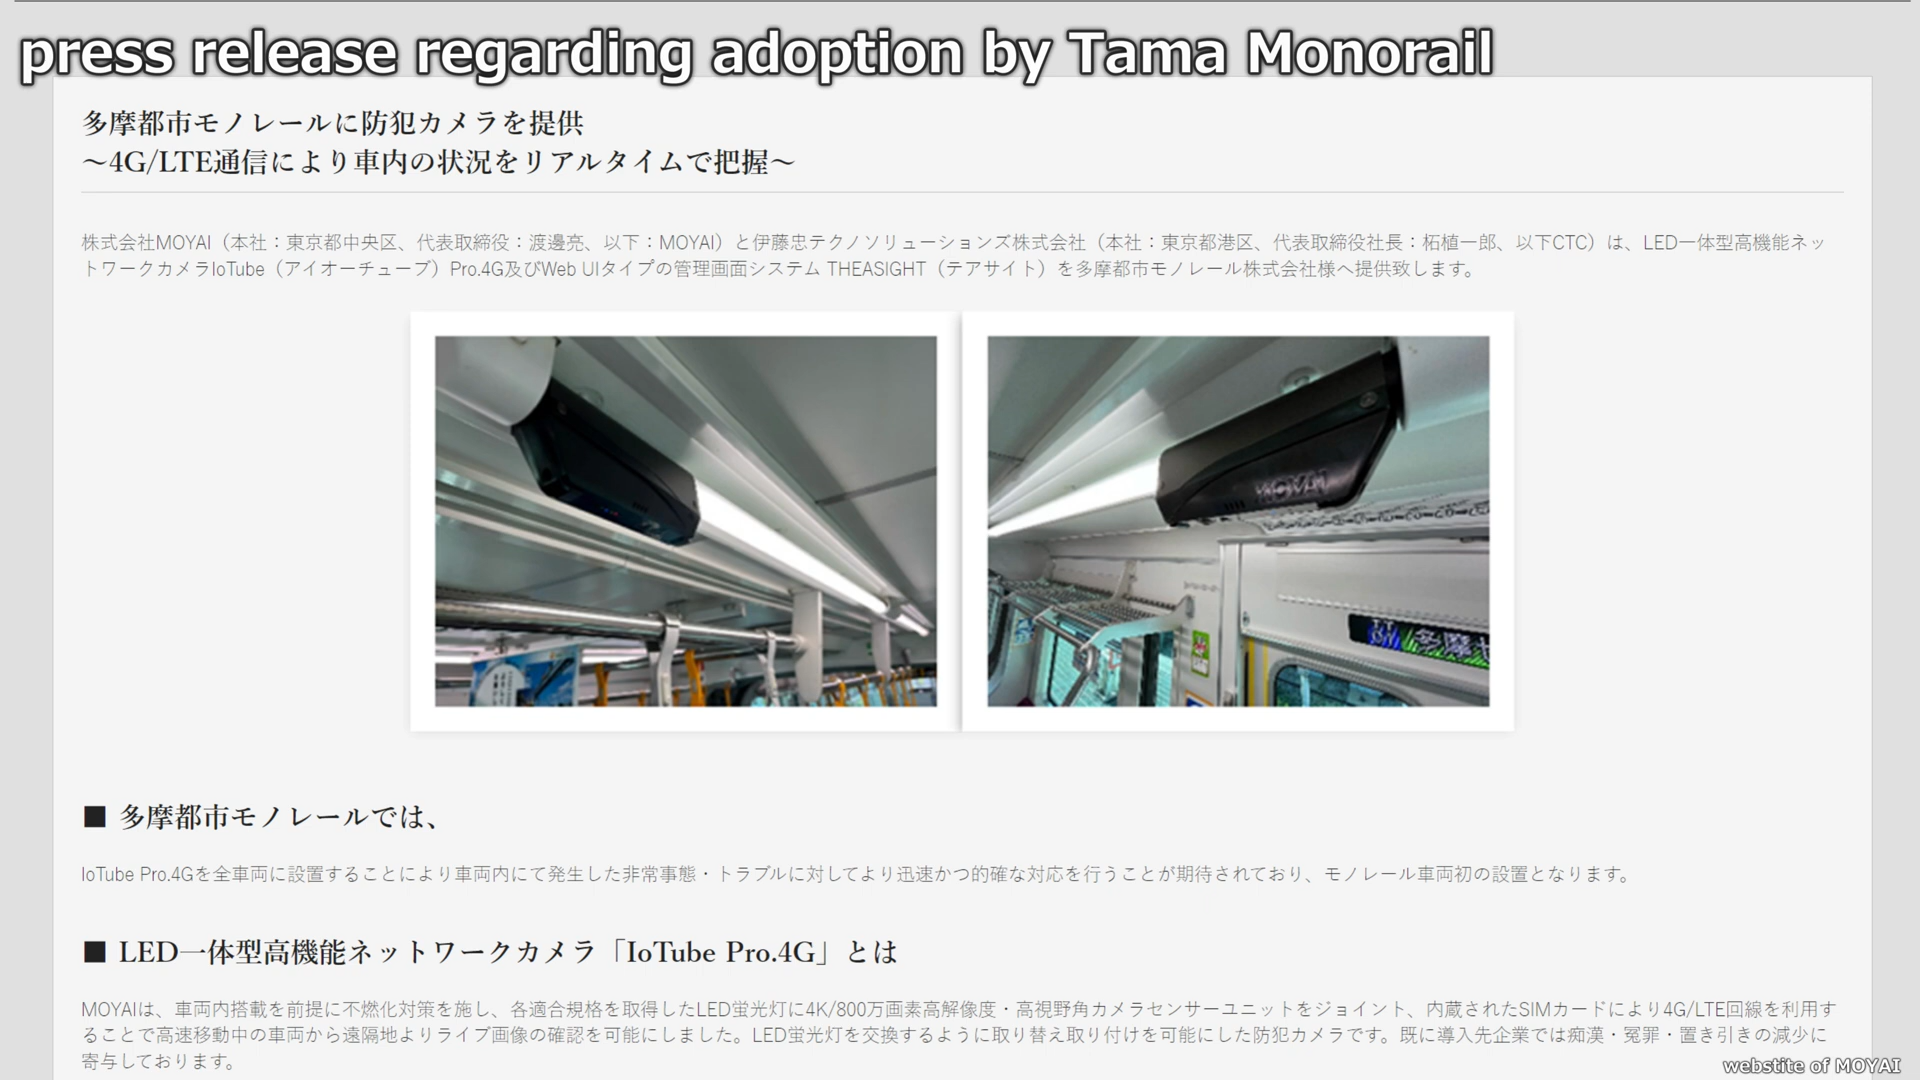 press release regarding adoption by Tama Monorail
多摩都市モノレールに防犯カメラを提供
～4G/LTE通信により車内の状況をリアルタイムで把握～
株式会社MOYAI（本社：東京都中央区、代表取締役：渡邊亮、以下：MOYAI）と伊藤忠テクノソリューションズ株式会社（本社：東京都港区、代表取締役社長：柘植一郎、以下CTC）は、LED一体型高機能ネッ
トワークカメラIoTube（アイオーチューブ）Pro.4G及びWeb UIタイプの管理画面システム THEASIGHT（テアサイト）を多摩都市モノレール株式会社様へ提供致します。
MOYAI
多摩
■ 多摩都市モノレールでは、
IoTube Pro.4Gを全車両に設置することにより車両内にて発生した非常事態・トラブルに対してより迅速かつ的確な対応を行うことが期待されており、モノレール車両初の設置となります。
■ LED一体型高機能ネットワークカメラ「IoTube Pro.4G」とは
MOYAIは、車両内搭載を前提に不燃化対策を施し、各適合規格を取得したLED蛍光灯に4K/800万画素高解像度・高視野角カメラセンサーユニットをジョイント、内蔵されたSIMカードにより4G/LTE回線を利用す
ることで高速移動中の車両から遠隔地よりライブ画像の確認を可能にしました。LED蛍光灯を交換するように取り替え取り付けを可能にした防犯カメラです。既に導入先企業では痴漢・冤罪・置き引きの減少に
寄与しております。
webstite of MOYAI